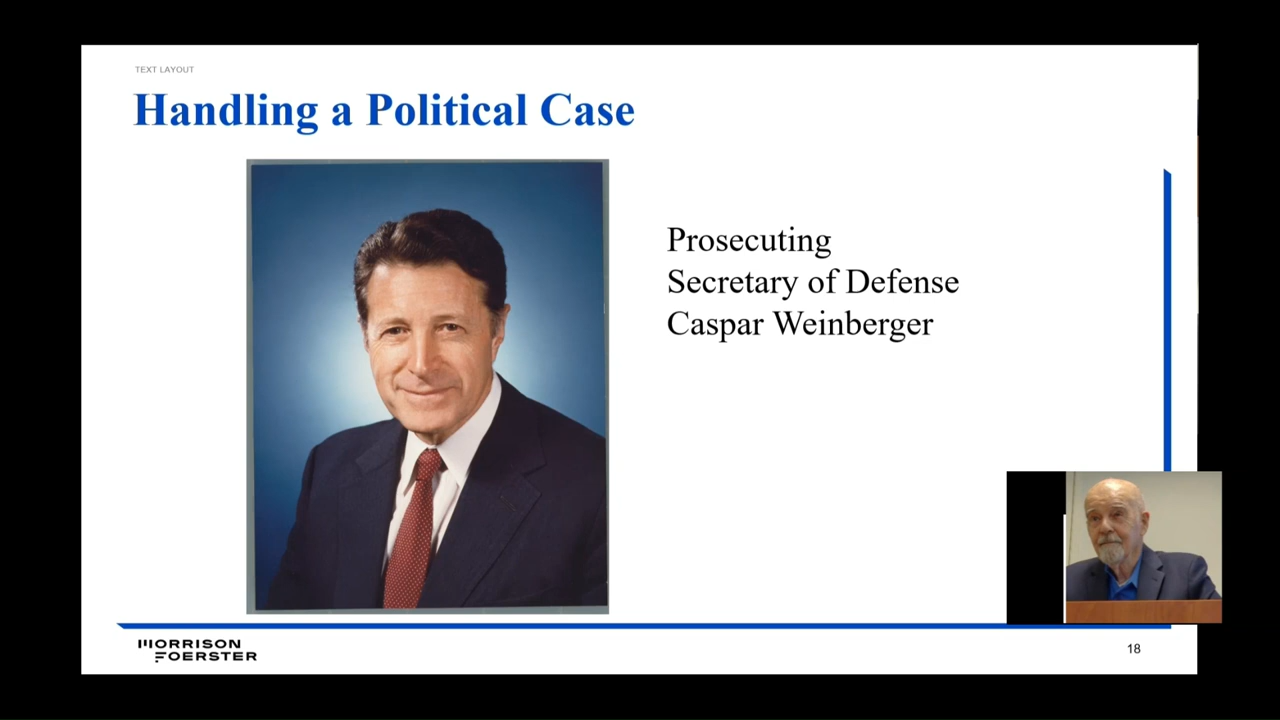 TEXT LAYOUT
Handling a Political Case
Prosecuting
Secretary of Defense
Caspar Weinberger
MORRISON
FOERSTER
18